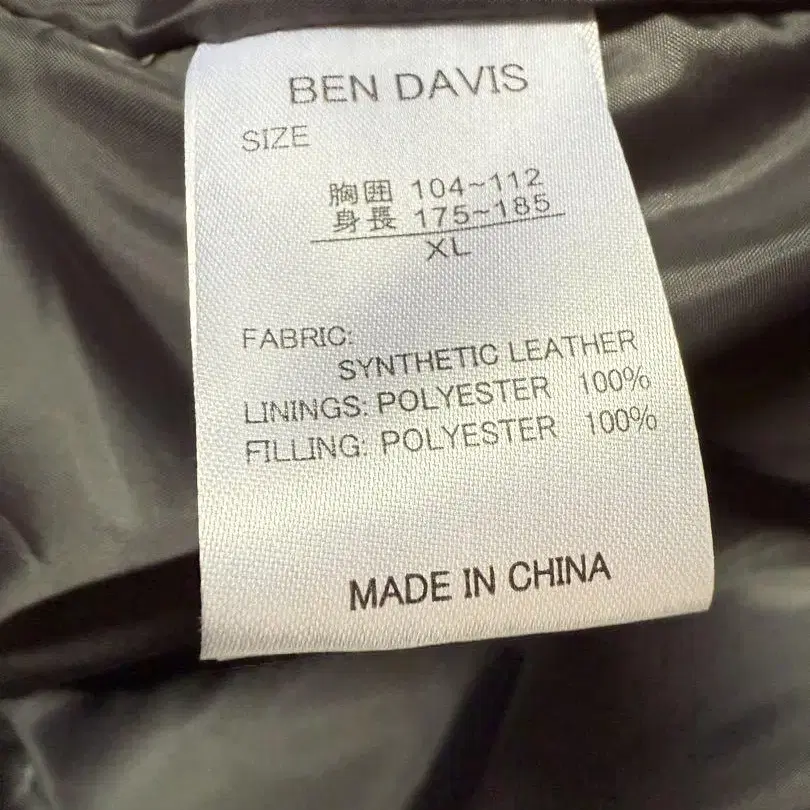 BEN DAVIS
SIZE
胸囲 104~112
身長 175~185
XL
FABRIC:
SYNTHETIC LEATHER
LININGS: POLYESTER 100%
FILLING: POLYESTER 100%
MADE IN CHINA